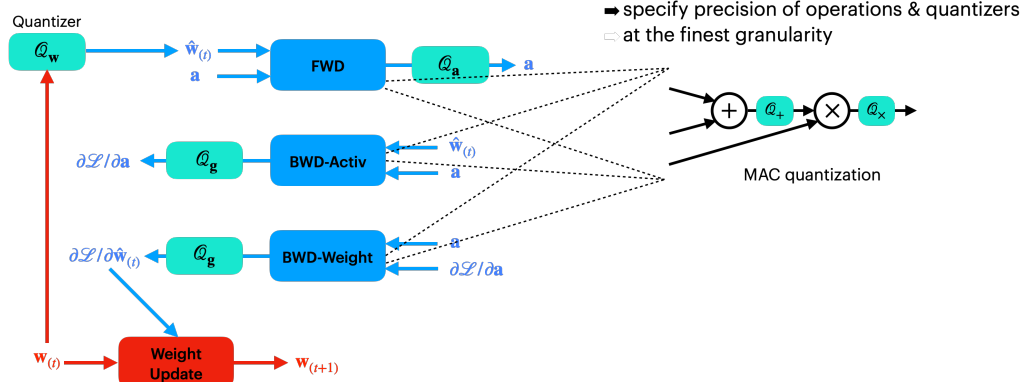 ➡ specify precision of operations & quantizers
⇨ at the finest granularity
Quantizer
𝒬w
ŵ(t)
a
FWD
𝒬a
a
+
𝒬+
×
𝒬×
MAC quantization
∂ℒ/∂a
𝒬g
BWD-Activ
ŵ(t)
a
∂ℒ/∂ŵ(t)
𝒬g
BWD-Weight
a
∂ℒ/∂a
w(t)
Weight
Update
w(t+1)